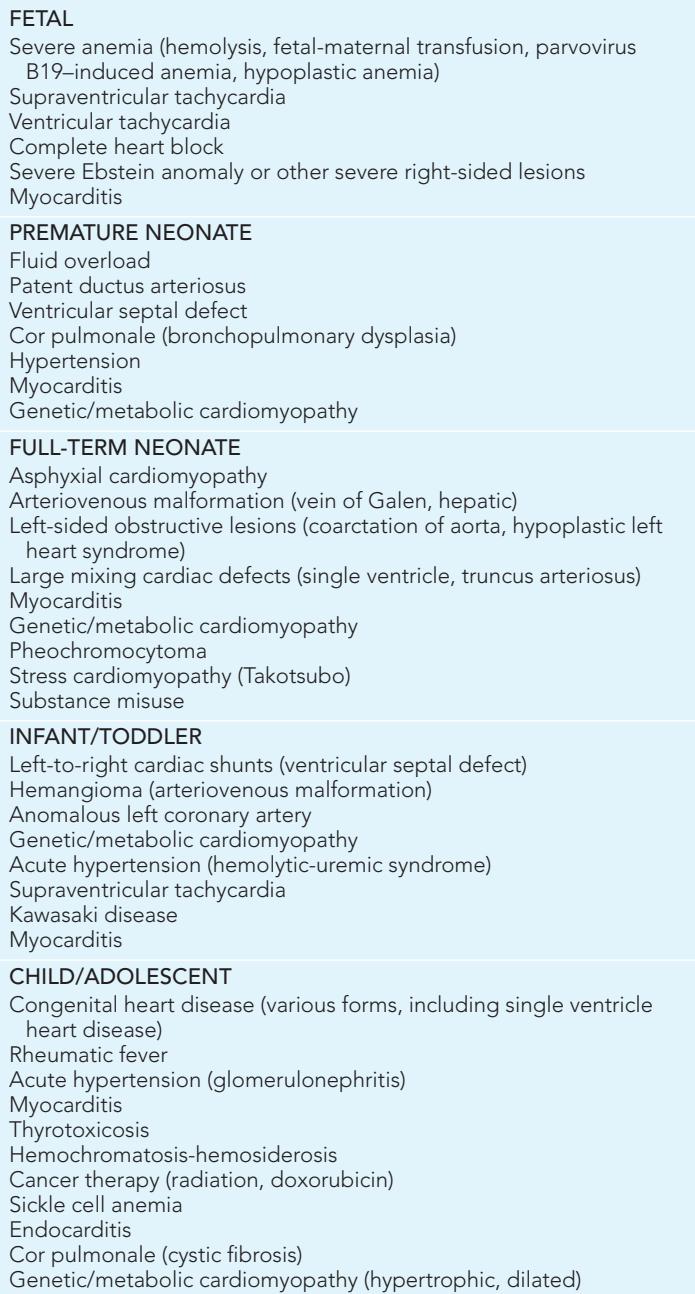 FETAL
Severe anemia (hemolysis, fetal-maternal transfusion, parvovirus
B19–induced anemia, hypoplastic anemia)
Supraventricular tachycardia
Ventricular tachycardia
Complete heart block
Severe Ebstein anomaly or other severe right-sided lesions
Myocarditis
PREMATURE NEONATE
Fluid overload
Patent ductus arteriosus
Ventricular septal defect
Cor pulmonale (bronchopulmonary dysplasia)
Hypertension
Myocarditis
Genetic/metabolic cardiomyopathy
FULL-TERM NEONATE
Asphyxial cardiomyopathy
Arteriovenous malformation (vein of Galen, hepatic)
Left-sided obstructive lesions (coarctation of aorta, hypoplastic left
heart syndrome)
Large mixing cardiac defects (single ventricle, truncus arteriosus)
Myocarditis
Genetic/metabolic cardiomyopathy
Pheochromocytoma
Stress cardiomyopathy (Takotsubo)
Substance misuse
INFANT/TODDLER
Left-to-right cardiac shunts (ventricular septal defect)
Hemangioma (arteriovenous malformation)
Anomalous left coronary artery
Genetic/metabolic cardiomyopathy
Acute hypertension (hemolytic-uremic syndrome)
Supraventricular tachycardia
Kawasaki disease
Myocarditis
CHILD/ADOLESCENT
Congenital heart disease (various forms, including single ventricle
heart disease)
Rheumatic fever
Acute hypertension (glomerulonephritis)
Myocarditis
Thyrotoxicosis
Hemochromatosis-hemosiderosis
Cancer therapy (radiation, doxorubicin)
Sickle cell anemia
Endocarditis
Cor pulmonale (cystic fibrosis)
Genetic/metabolic cardiomyopathy (hypertrophic, dilated)